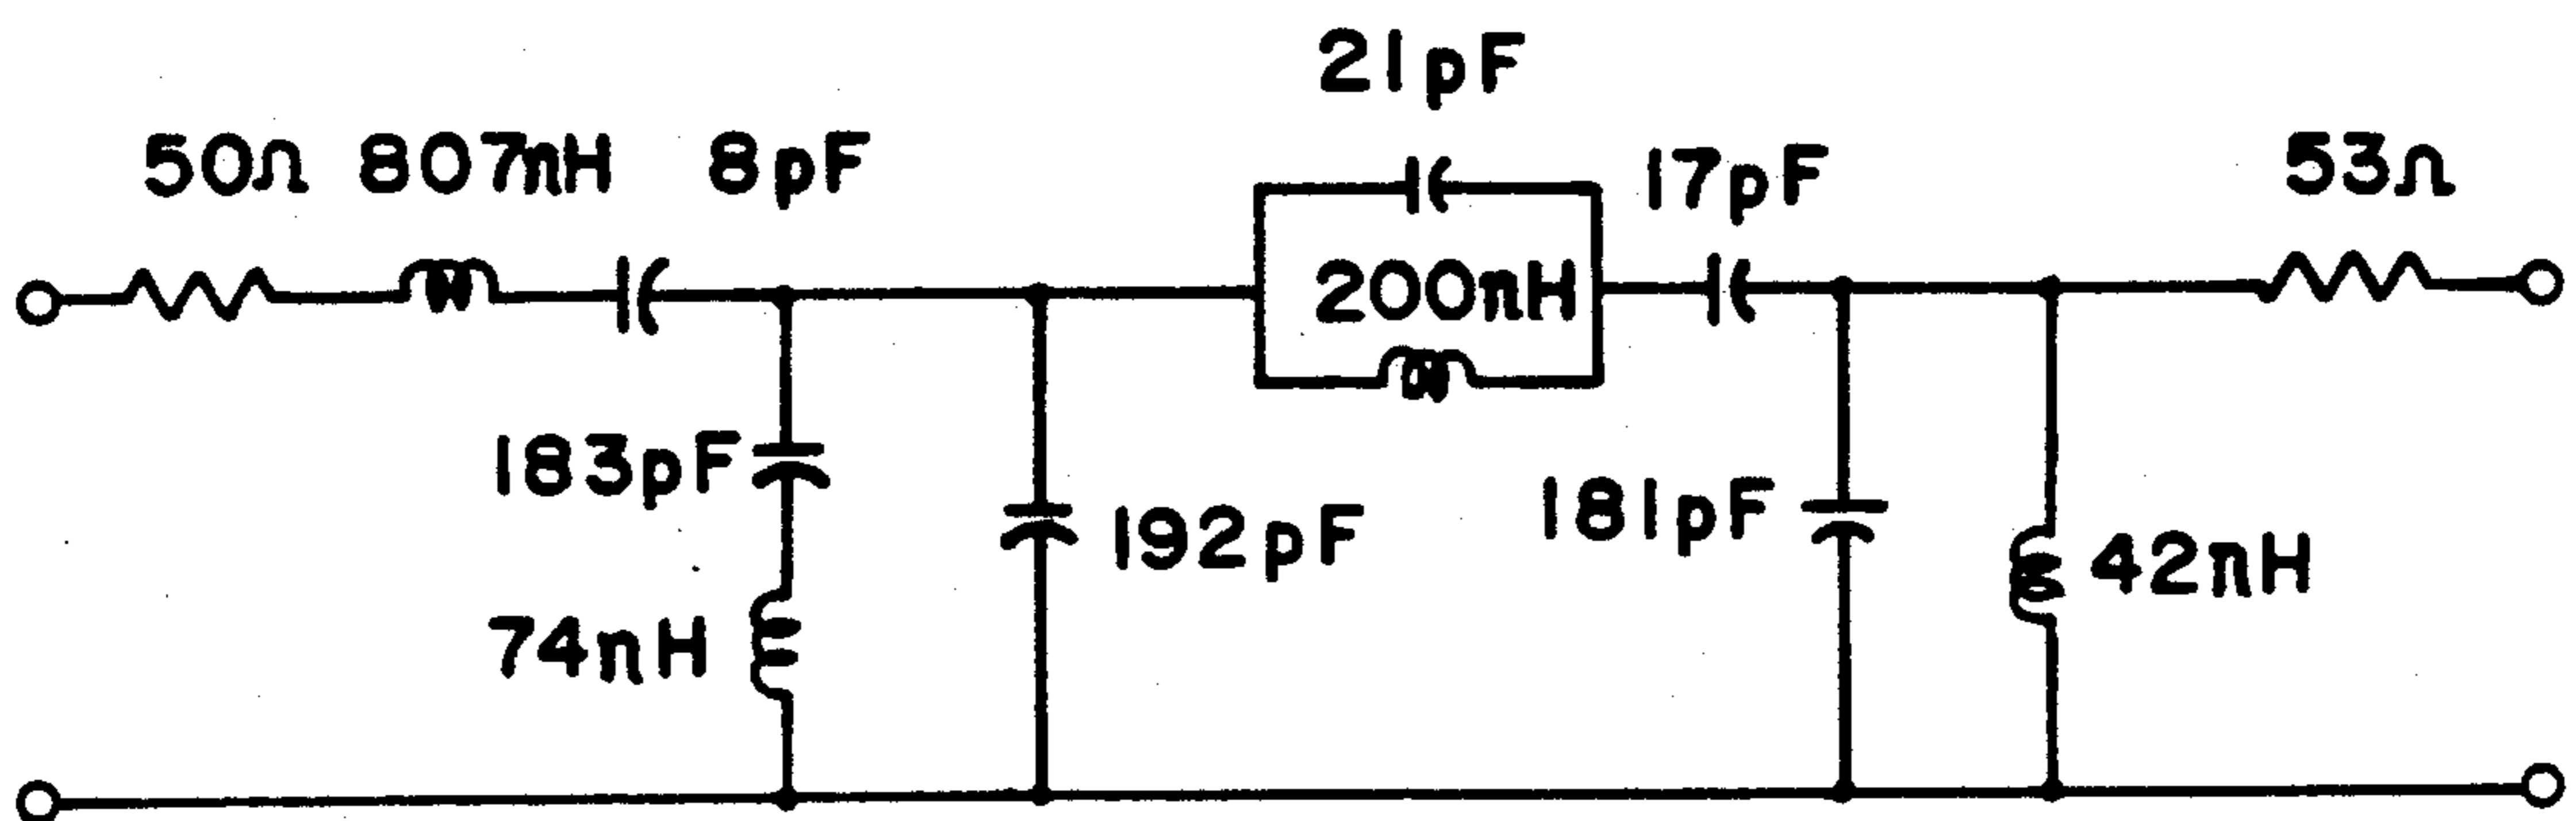 21pF
50Ω 807nH 8pF
17pF
53Ω
200nH
183pF
192pF
181pF
42nH
74nH